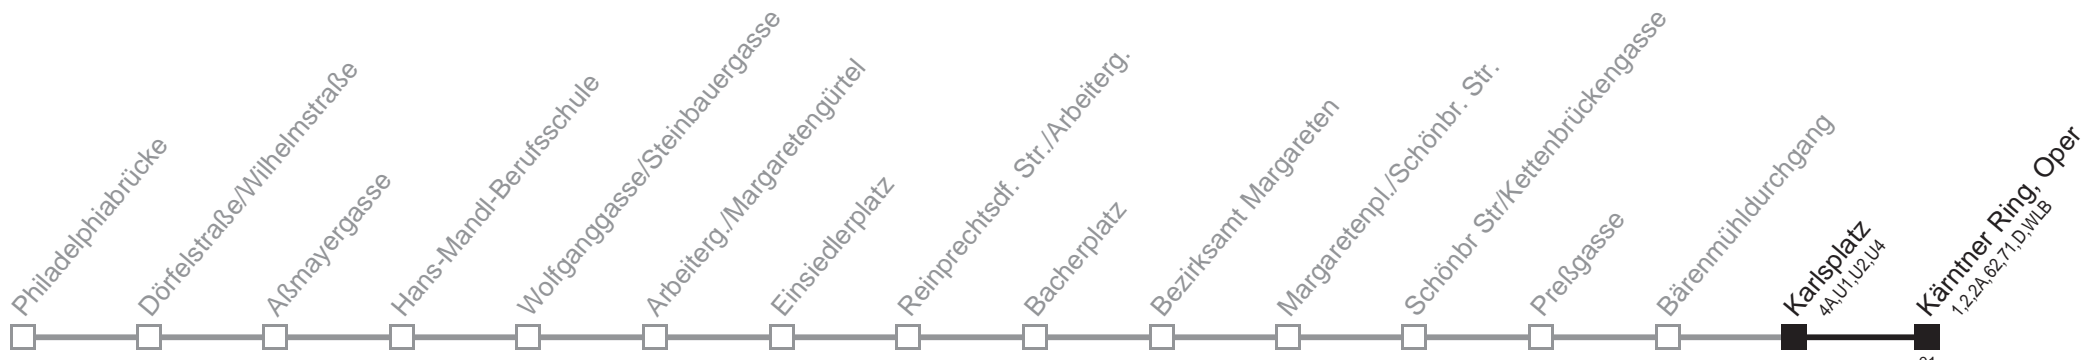 Philadelphiabrücke
Dörfelstraße/Wilhelmstraße
Aßmayergasse
Hans-Mandl-Berufsschule
Wolfganggasse/Steinbauergasse
Arbeiterg./Margaretengürtel
Einsiedlerplatz
Reinprechtsdf. Str./Arbeiterg.
Bacherplatz
Bezirksamt Margareten
Margaretenpl./Schönbr. Str.
Schönbr Str/Kettenbrückengasse
Preßgasse
Bärenmühldurchgang
Karlsplatz
4A,U1,U2,U4
Kärntner Ring, Oper
1,2,2A,62,71,D,WLB